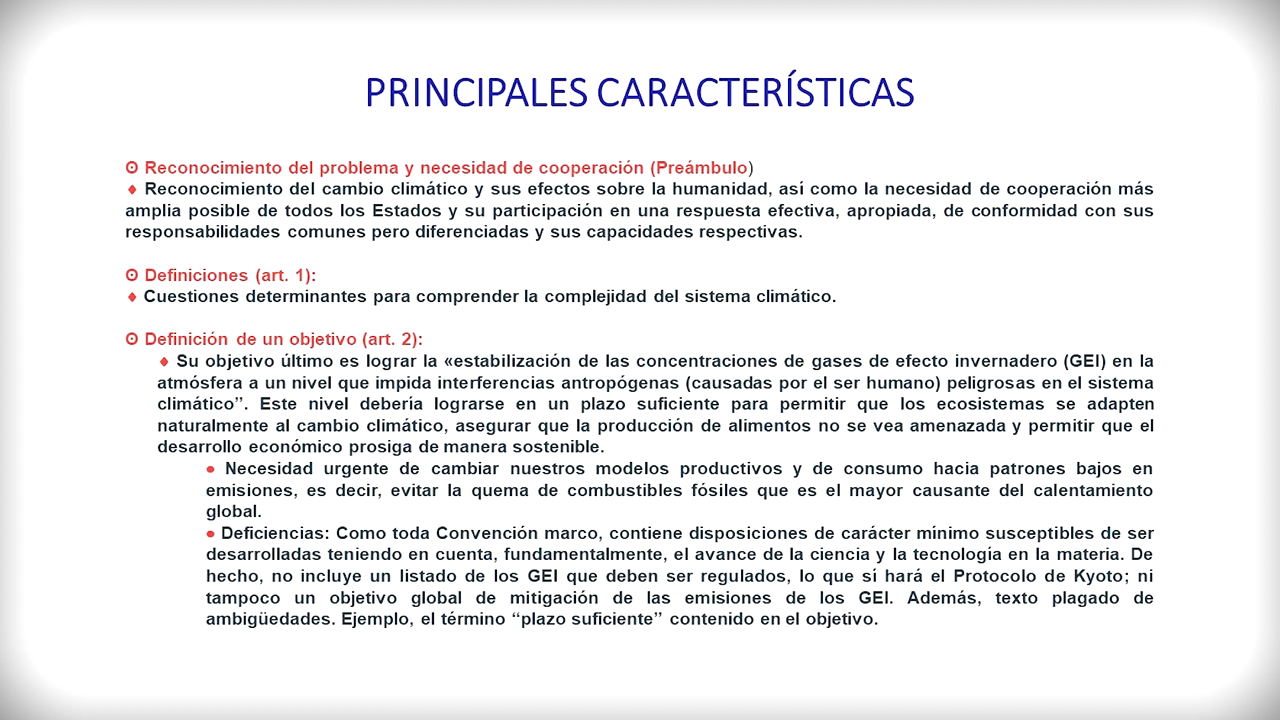 PRINCIPALES CARACTERÍSTICAS
⊙ Reconocimiento del problema y necesidad de cooperación (Preámbulo)
♦ Reconocimiento del cambio climático y sus efectos sobre la humanidad, así como la necesidad de cooperación más
amplia posible de todos los Estados y su participación en una respuesta efectiva, apropiada, de conformidad con sus
responsabilidades comunes pero diferenciadas y sus capacidades respectivas.
⊙ Definiciones (art. 1):
♦ Cuestiones determinantes para comprender la complejidad del sistema climático.
⊙ Definición de un objetivo (art. 2):
♦ Su objetivo último es lograr la «estabilización de las concentraciones de gases de efecto invernadero (GEI) en la
atmósfera a un nivel que impida interferencias antropógenas (causadas por el ser humano) peligrosas en el sistema
climático”. Este nivel debería lograrse en un plazo suficiente para permitir que los ecosistemas se adapten
naturalmente al cambio climático, asegurar que la producción de alimentos no se vea amenazada y permitir que el
desarrollo económico prosiga de manera sostenible.
● Necesidad urgente de cambiar nuestros modelos productivos y de consumo hacia patrones bajos en
emisiones, es decir, evitar la quema de combustibles fósiles que es el mayor causante del calentamiento
global.
● Deficiencias: Como toda Convención marco, contiene disposiciones de carácter mínimo susceptibles de ser
desarrolladas teniendo en cuenta, fundamentalmente, el avance de la ciencia y la tecnología en la materia. De
hecho, no incluye un listado de los GEI que deben ser regulados, lo que sí hará el Protocolo de Kyoto; ni
tampoco un objetivo global de mitigación de las emisiones de los GEI. Además, texto plagado de
ambigüedades. Ejemplo, el término “plazo suficiente” contenido en el objetivo.